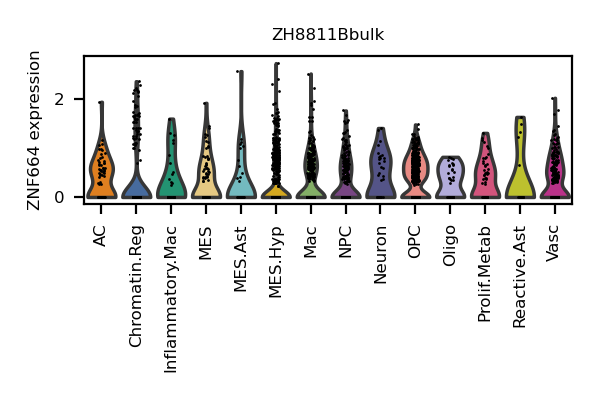 ZH8811Bbulk
ZNF664 expression
2
0
AC
Chromatin.Reg
Inflammatory.Mac
MES
MES.Ast
MES.Hyp
Mac
NPC
Neuron
OPC
Oligo
Prolif.Metab
Reactive.Ast
Vasc